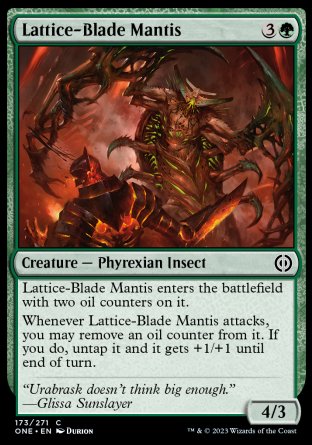 Lattice-Blade Mantis 3
Creature — Phyrexian Insect
Lattice-Blade Mantis enters the battlefield
with two oil counters on it.
Whenever Lattice-Blade Mantis attacks,
you may remove an oil counter from it. If
you do, untap it and it gets +1/+1 until
end of turn.
“Urabrask doesn’t think big enough.”
—Glissa Sunslayer
4/3
173/271 C
ONE • EN DURION
™ & © 2023 Wizards of the Coast